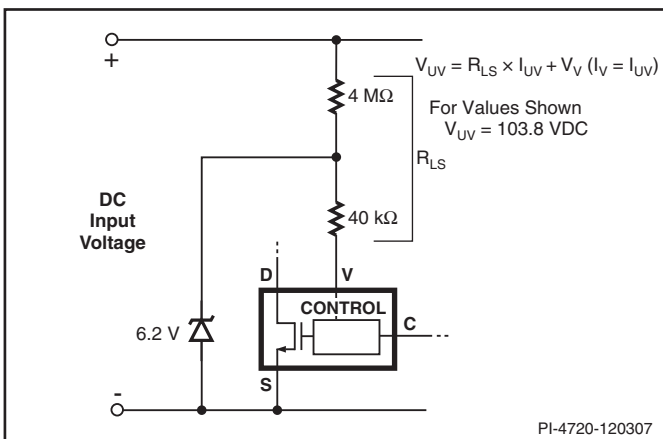 +
V_UV = R_LS × I_UV + V_V (I_V = I_UV)
4 MΩ
For Values Shown
V_UV = 103.8 VDC
R_LS
DC
Input
Voltage
40 kΩ
D
V
CONTROL
C
6.2 V
S
-
PI-4720-120307